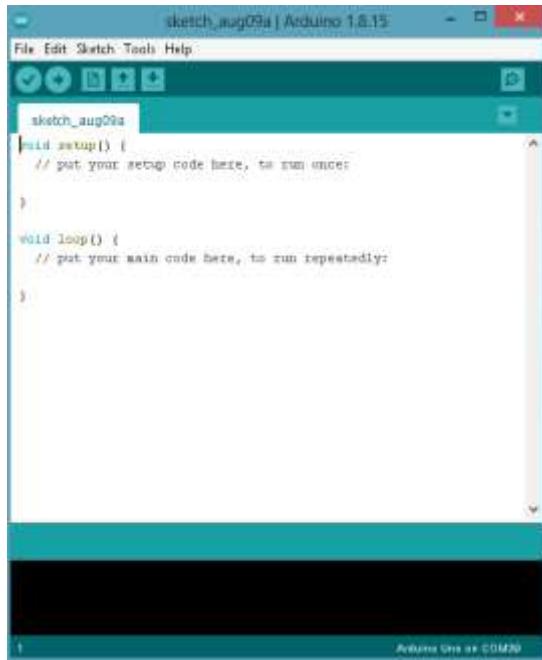 sketch_aug09a | Arduino 1.8.15
File Edit Sketch Tools Help
sketch_aug09a
void setup() {
// put your setup code here, to run once:
}
void loop() {
// put your main code here, to run repeatedly:
}
1
Arduino Uno on